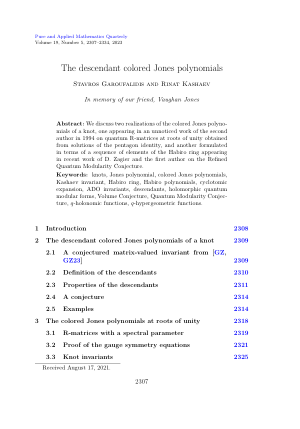 Pure and Applied Mathematics Quarterly
Volume 19, Number 5, 2307–2334, 2023
The descendant colored Jones polynomials
Stavros Garoufalidis and Rinat Kashaev
In memory of our friend, Vaughan Jones
Abstract: We discuss two realizations of the colored Jones polyno-
mials of a knot, one appearing in an unnoticed work of the second
author in 1994 on quantum R-matrices at roots of unity obtained
from solutions of the pentagon identity, and another formulated
in terms of a sequence of elements of the Habiro ring appearing
in recent work of D. Zagier and the first author on the Refined
Quantum Modularity Conjecture.
Keywords: knots, Jones polynomial, colored Jones polynomials,
Kashaev invariant, Habiro ring, Habiro polynomials, cyclotomic
expansion, ADO invariants, descendants, holomorphic quantum
modular forms, Volume Conjecture, Quantum Modularity Conjec-
ture, q-holonomic functions, q-hypergeometric functions
1 Introduction 2308
2 The descendant colored Jones polynomials of a knot 2309
2.1 A conjectured matrix-valued invariant from [GZ,
GZ23] 2309
2.2 Definition of the descendants 2310
2.3 Properties of the descendants 2311
2.4 A conjecture 2314
2.5 Examples 2314
3 The colored Jones polynomials at roots of unity 2318
3.1 R-matrices with a spectral parameter 2319
3.2 Proof of the gauge symmetry equations 2321
3.3 Knot invariants 2325
Received August 17, 2021.
2307